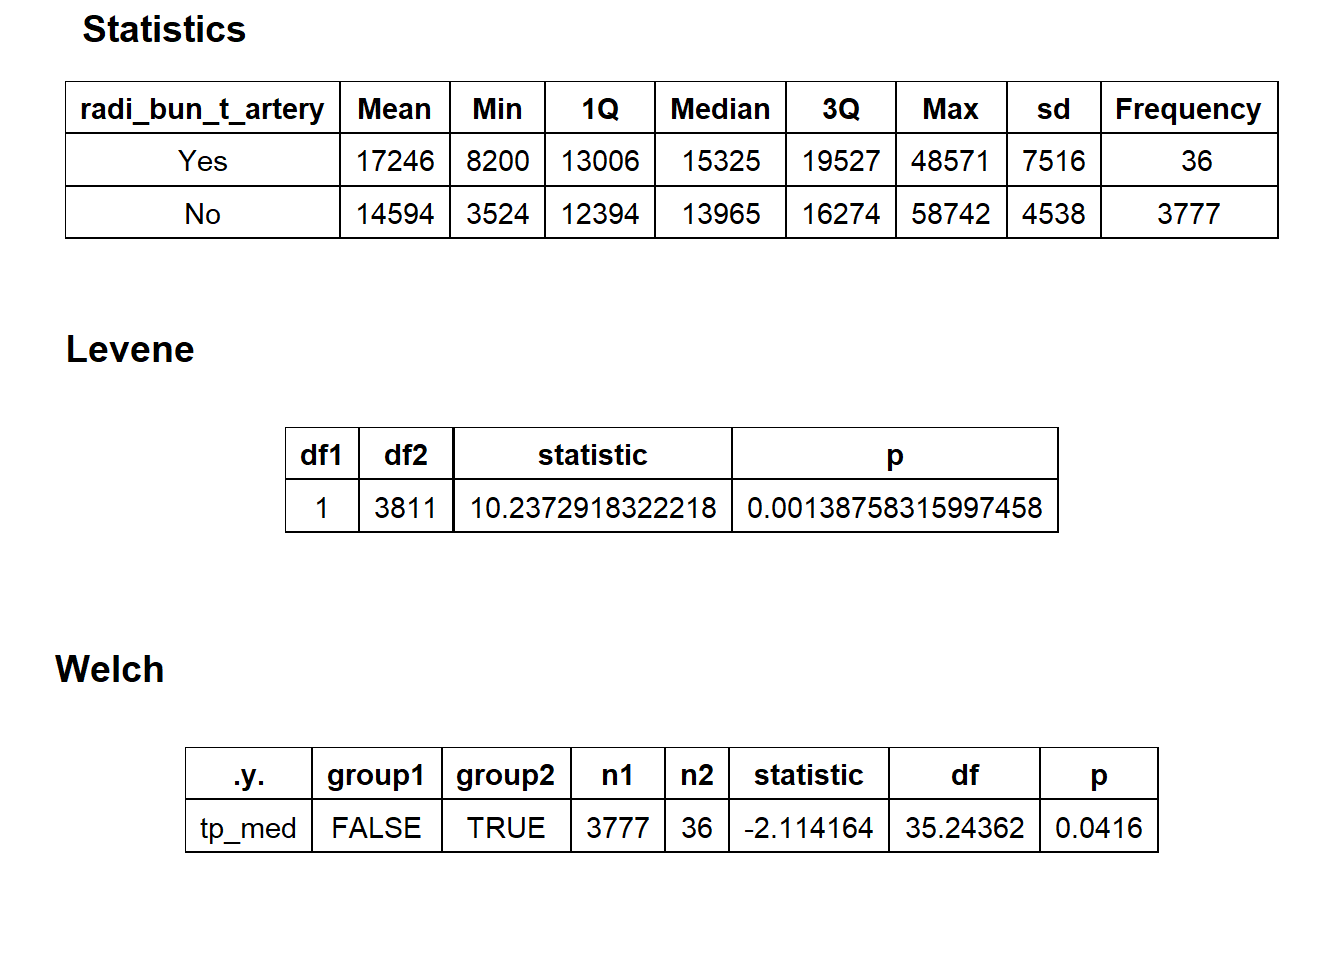 Statistics
radi_bun_t_artery Mean Min 1Q Median 3Q Max sd Frequency
Yes 17246 8200 13006 15325 19527 48571 7516 36
No 14594 3524 12394 13965 16274 58742 4538 3777
Levene
df1 df2 statistic p
1 3811 10.2372918322218 0.00138758315997458
Welch
.y. group1 group2 n1 n2 statistic df p
tp_med FALSE TRUE 3777 36 -2.114164 35.24362 0.0416